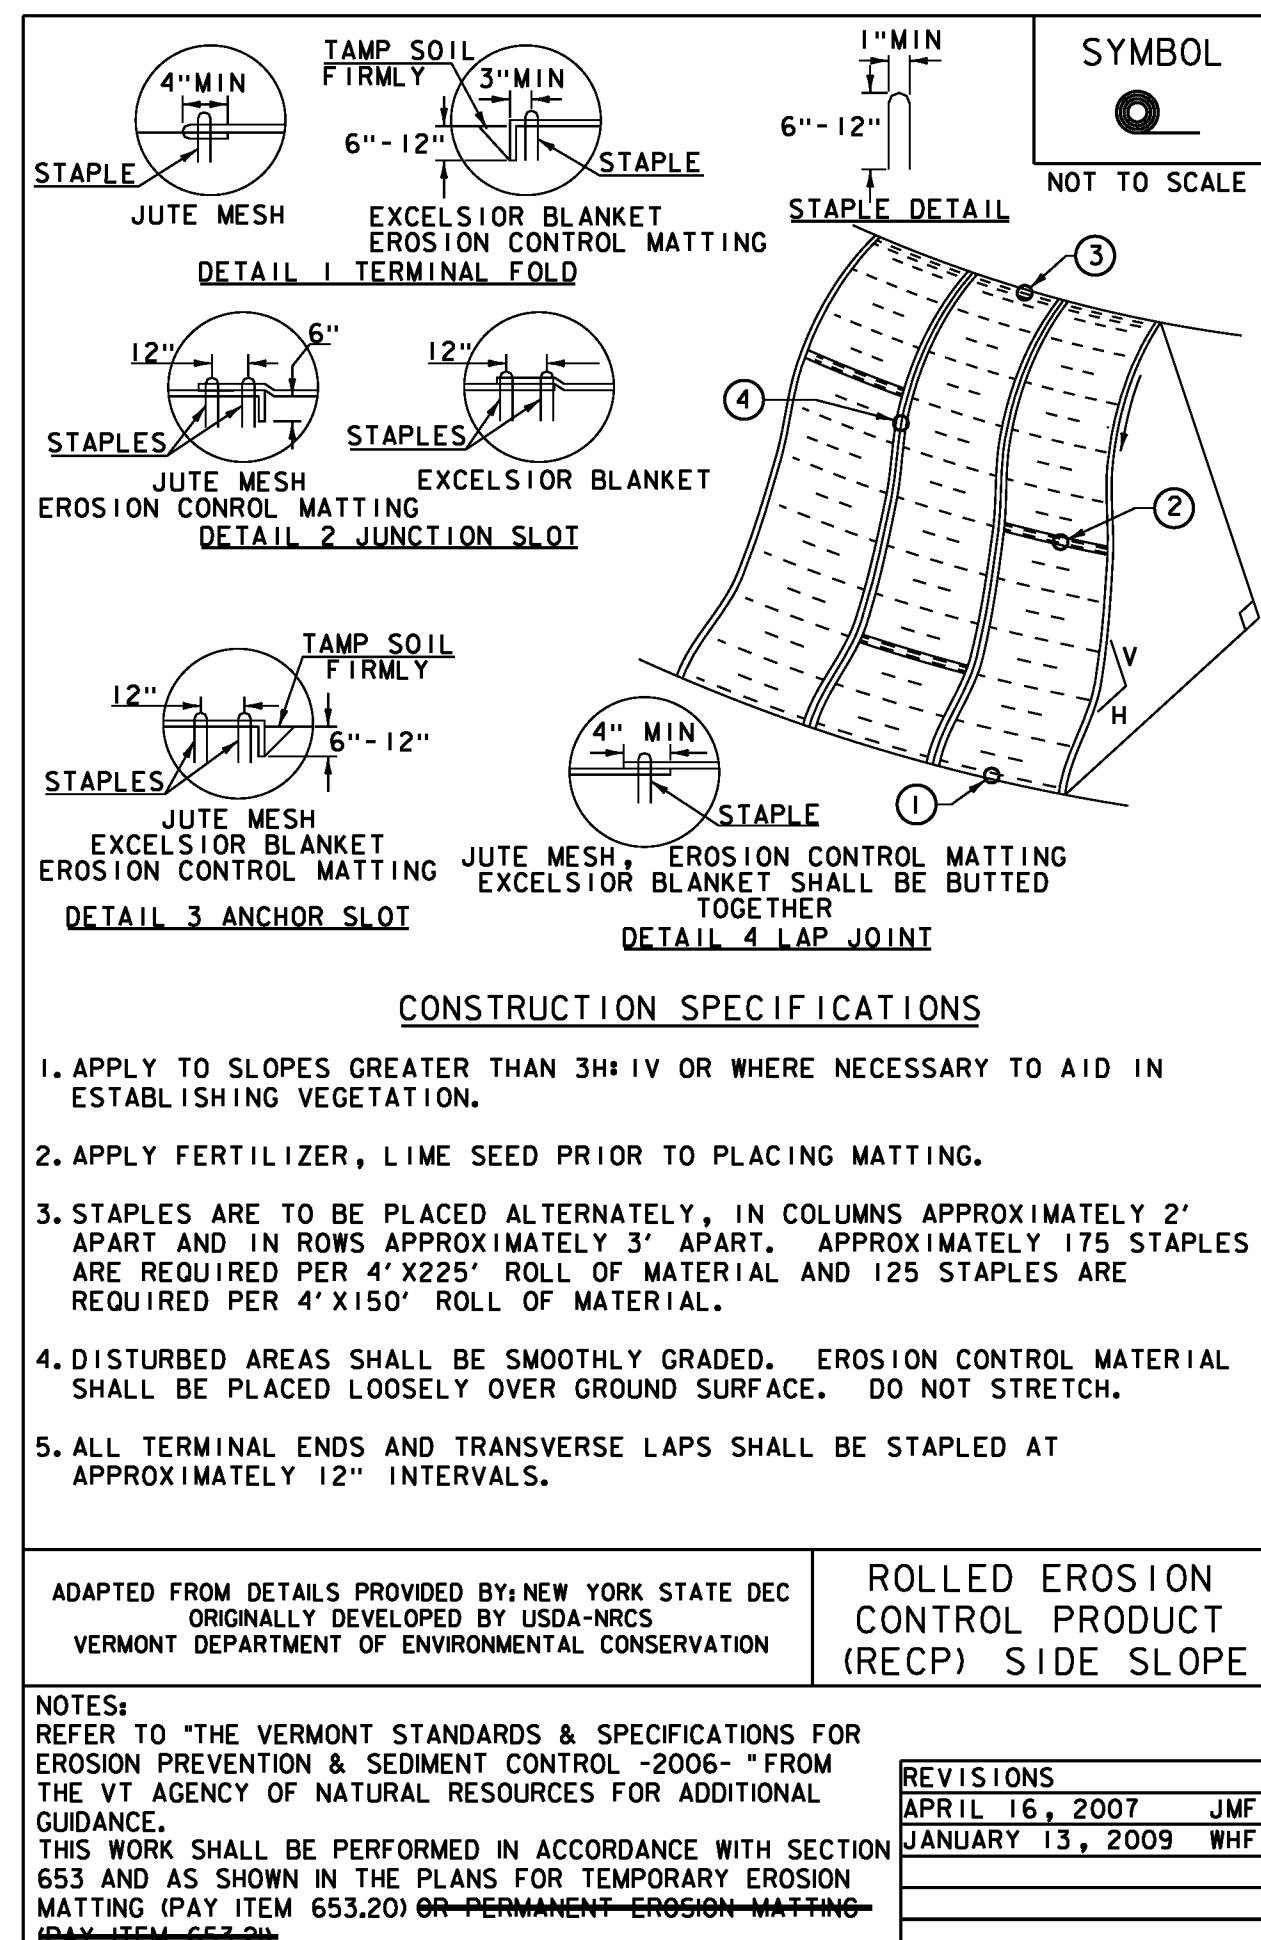 4"MIN
STAPLE
JUTE MESH
TAMP SOIL
FIRMLY
3"MIN
6"-12"
STAPLE
EXCELSIOR BLANKET
EROSION CONTROL MATTING
DETAIL 1 TERMINAL FOLD
1"MIN
6"-12"
STAPLE DETAIL
SYMBOL
NOT TO SCALE
12"
6"
STAPLES
JUTE MESH
EROSION CONROL MATTING
12"
STAPLES
EXCELSIOR BLANKET
DETAIL 2 JUNCTION SLOT
3
4
2
V
H
1
TAMP SOIL
FIRMLY
12"
6"-12"
STAPLES
JUTE MESH
EXCELSIOR BLANKET
EROSION CONTROL MATTING
DETAIL 3 ANCHOR SLOT
4" MIN
STAPLE
JUTE MESH, EROSION CONTROL MATTING
EXCELSIOR BLANKET SHALL BE BUTTED
TOGETHER
DETAIL 4 LAP JOINT
CONSTRUCTION SPECIFICATIONS
1. APPLY TO SLOPES GREATER THAN 3H:1V OR WHERE NECESSARY TO AID IN
ESTABLISHING VEGETATION.
2. APPLY FERTILIZER, LIME SEED PRIOR TO PLACING MATTING.
3. STAPLES ARE TO BE PLACED ALTERNATELY, IN COLUMNS APPROXIMATELY 2'
APART AND IN ROWS APPROXIMATELY 3' APART. APPROXIMATELY 175 STAPLES
ARE REQUIRED PER 4'X225' ROLL OF MATERIAL AND 125 STAPLES ARE
REQUIRED PER 4'X150' ROLL OF MATERIAL.
4. DISTURBED AREAS SHALL BE SMOOTHLY GRADED. EROSION CONTROL MATERIAL
SHALL BE PLACED LOOSELY OVER GROUND SURFACE. DO NOT STRETCH.
5. ALL TERMINAL ENDS AND TRANSVERSE LAPS SHALL BE STAPLED AT
APPROXIMATELY 12" INTERVALS.
ADAPTED FROM DETAILS PROVIDED BY: NEW YORK STATE DEC
ORIGINALLY DEVELOPED BY USDA-NRCS
VERMONT DEPARTMENT OF ENVIRONMENTAL CONSERVATION
ROLLED EROSION
CONTROL PRODUCT
(RECP) SIDE SLOPE
NOTES:
REFER TO "THE VERMONT STANDARDS & SPECIFICATIONS FOR
EROSION PREVENTION & SEDIMENT CONTROL -2006- "FROM
THE VT AGENCY OF NATURAL RESOURCES FOR ADDITIONAL
GUIDANCE.
THIS WORK SHALL BE PERFORMED IN ACCORDANCE WITH SECTION
653 AND AS SHOWN IN THE PLANS FOR TEMPORARY EROSION
MATTING (PAY ITEM 653.20) OR PERMANENT EROSION MATTING
(PAY ITEM 653.21).
REVISIONS
APRIL 16, 2007 JMF
JANUARY 13, 2009 WHF